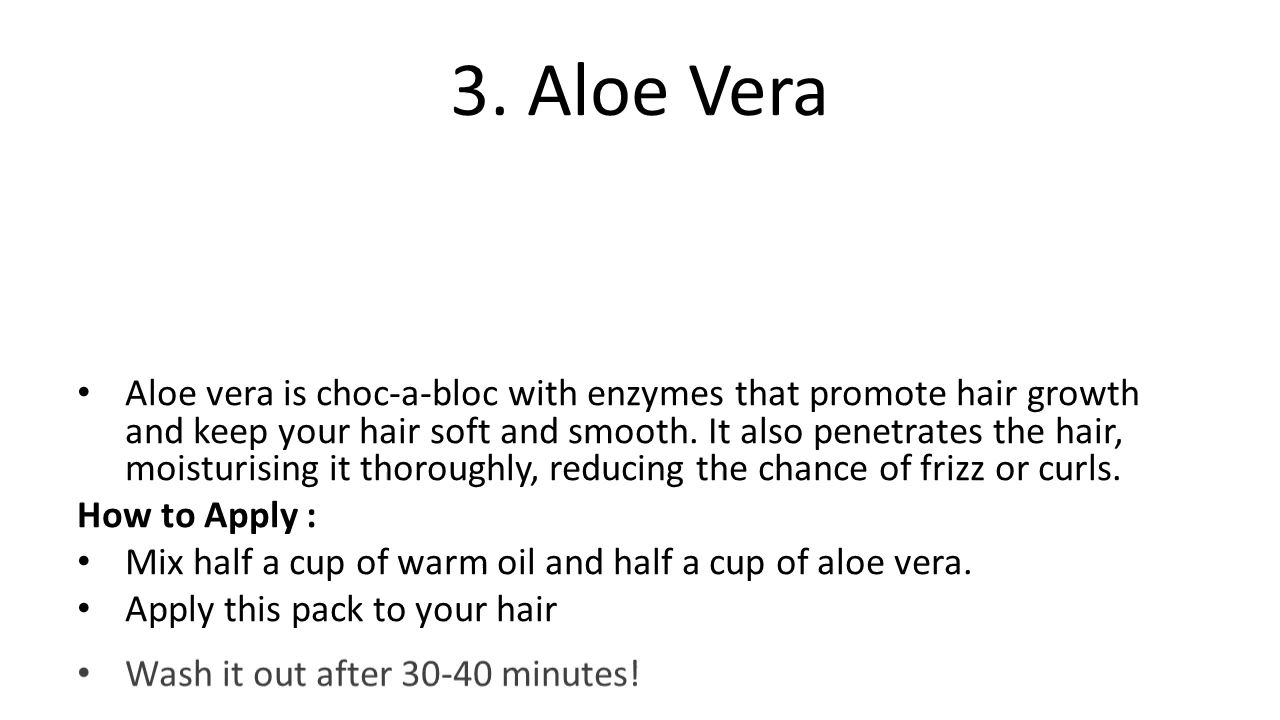 3. Aloe Vera
• Aloe vera is choc-a-bloc with enzymes that promote hair growth
and keep your hair soft and smooth. It also penetrates the hair,
moisturising it thoroughly, reducing the chance of frizz or curls.
How to Apply :
• Mix half a cup of warm oil and half a cup of aloe vera.
• Apply this pack to your hair
• Wash it out after 30-40 minutes!